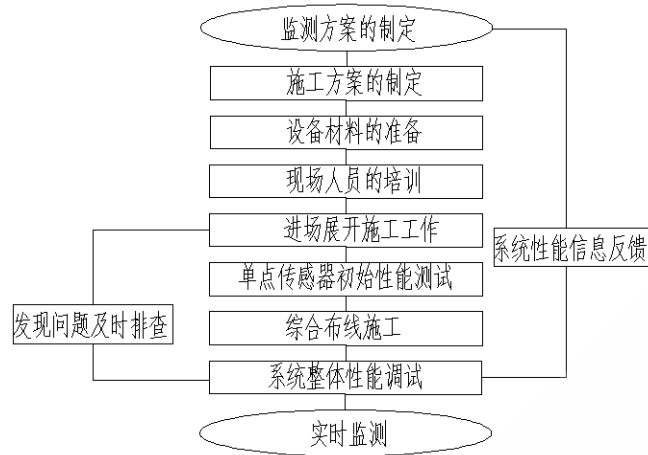 监测方案的制定
施工方案的制定
设备材料的准备
现场人员的培训
进场展开施工工作
系统性能信息反馈
单点传感器初始性能测试
发现问题及时排查
综合布线施工
系统整体性能调试
实时监测